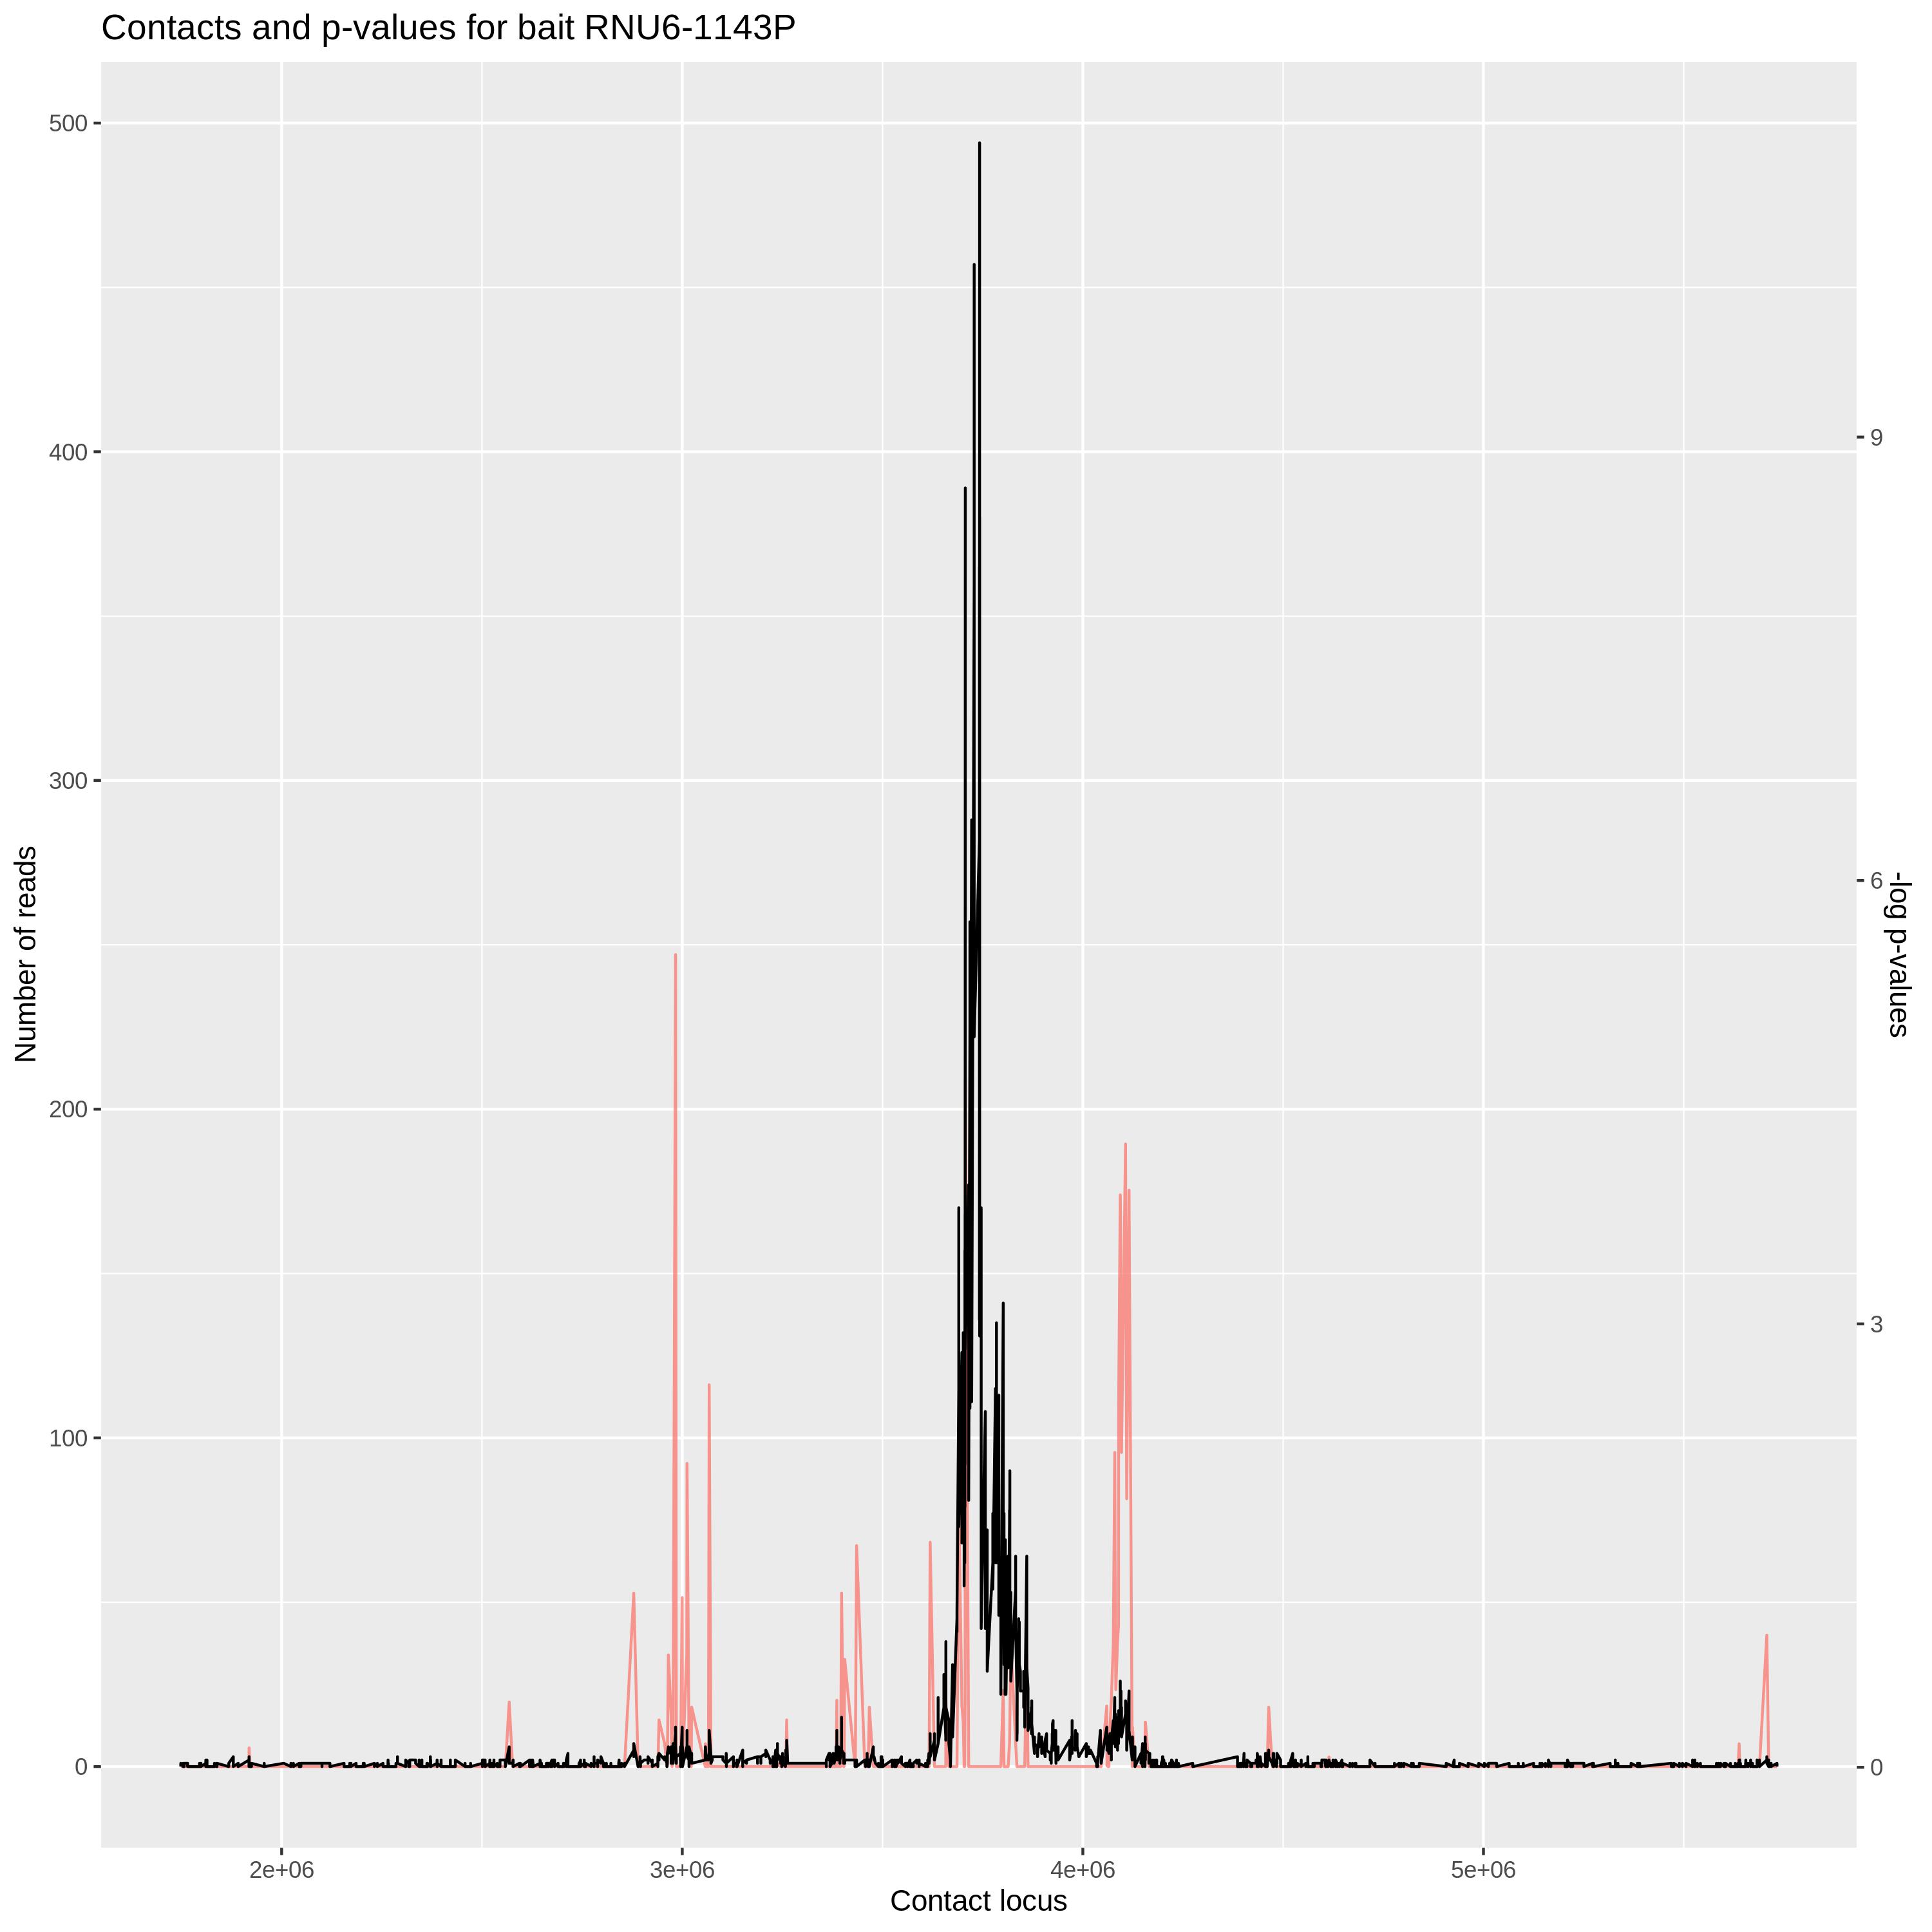 Contacts and p-values for bait RNU6-1143P
500
400
300
200
100
0
Number of reads
9
6
3
0
-log p-values
2e+06
3e+06
4e+06
5e+06
Contact locus